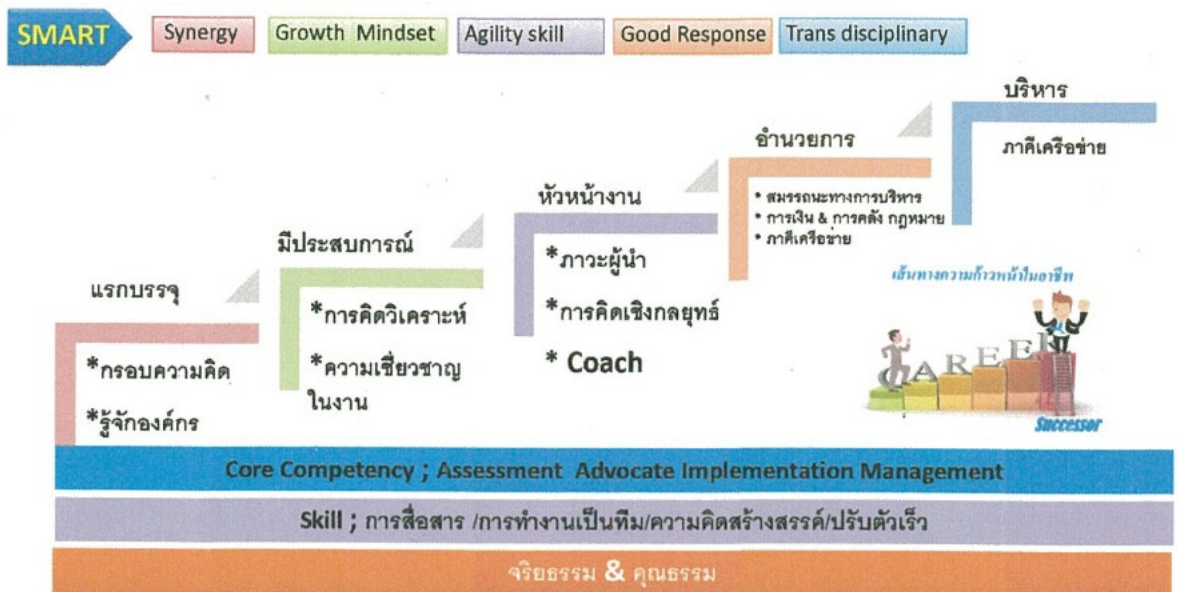 SMART
Synergy
Growth Mindset
Agility skill
Good Response
Trans disciplinary
แรกบรรจุ
*กรอบความคิด
*รู้จักองค์กร
มีประสบการณ์
*การคิดวิเคราะห์
*ความเชี่ยวชาญ
ในงาน
หัวหน้างาน
*ภาวะผู้นำ
*การคิดเชิงกลยุทธ์
* Coach
อำนวยการ
* สมรรถนะทางการบริหาร
* การเงิน & การคลัง กฎหมาย
* ภาคีเครือข่าย
บริหาร
ภาคีเครือข่าย
เส้นทางความก้าวหน้าในอาชีพ
CAREER
Successor
Core Competency ; Assessment Advocate Implementation Management
Skill ; การสื่อสาร /การทำงานเป็นทีม/ความคิดสร้างสรรค์/ปรับตัวเร็ว
จริยธรรม & คุณธรรม